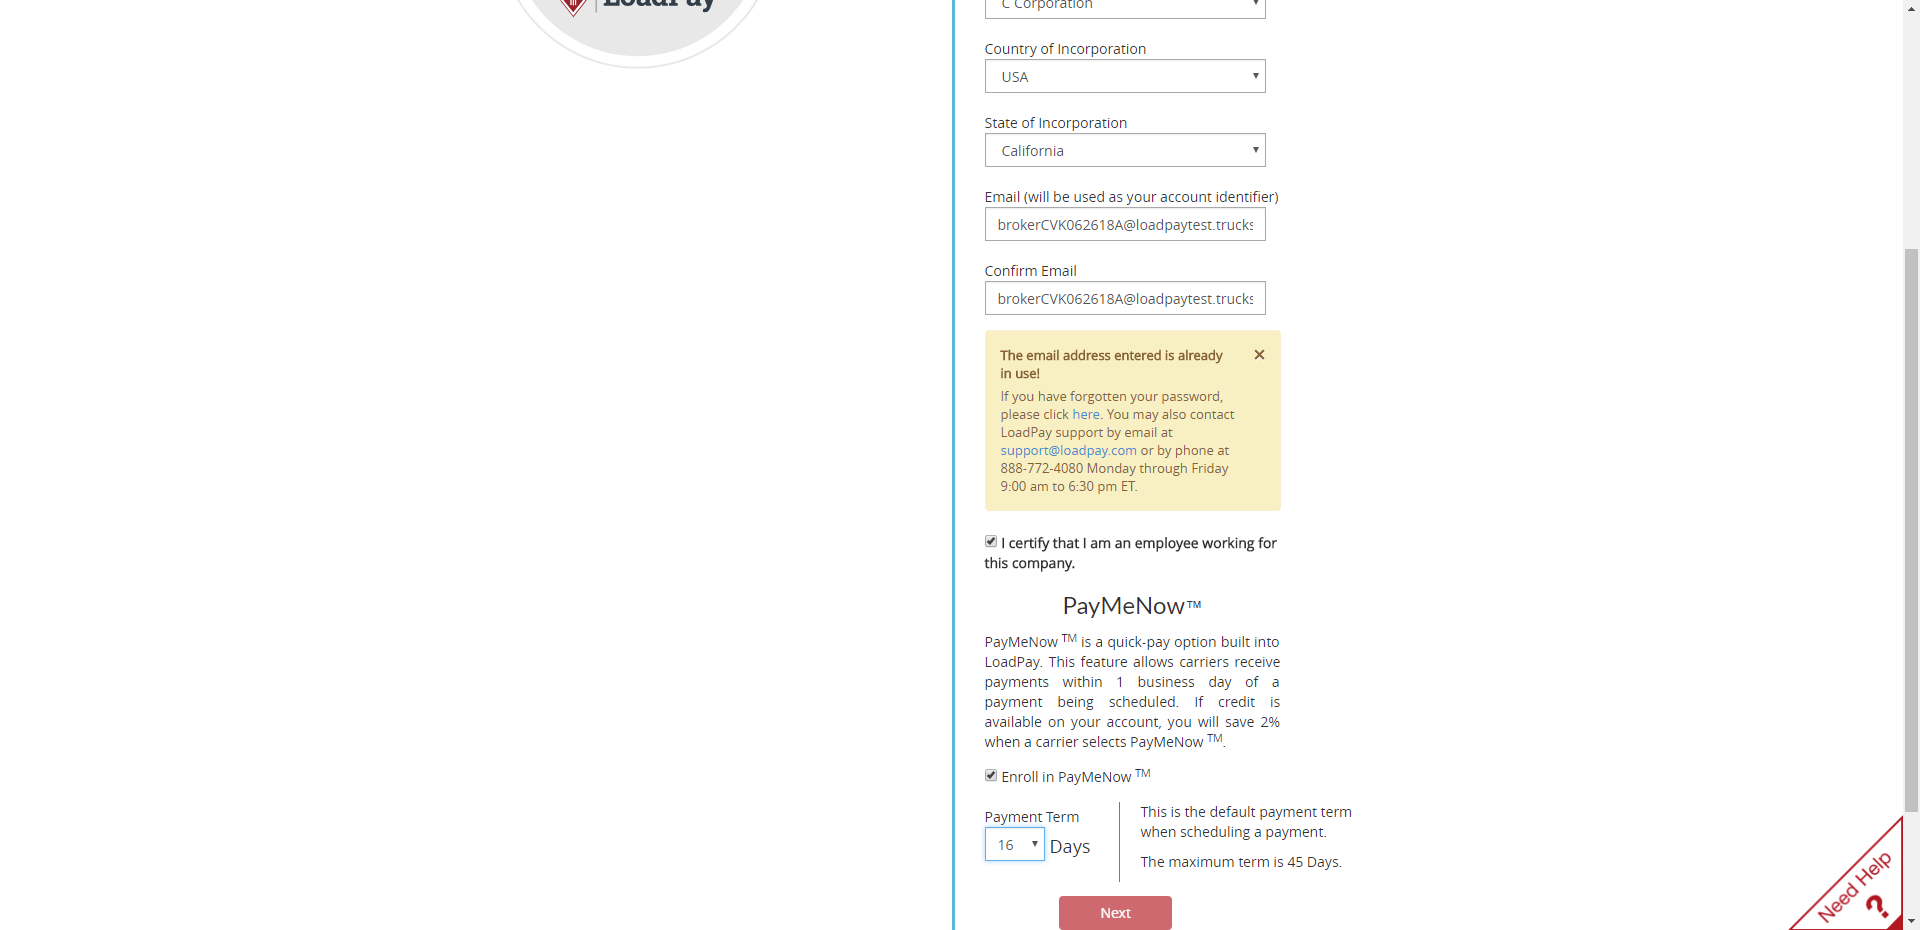 LoadPay
C Corporation
Country of Incorporation
USA
State of Incorporation
California
Email (will be used as your account identifier)
brokerCVK062618A@loadpaytest.trucks
Confirm Email
brokerCVK062618A@loadpaytest.trucks
The email address entered is already
in use!
If you have forgotten your password,
please click here. You may also contact
LoadPay support by email at
support@loadpay.com or by phone at
888-772-4080 Monday through Friday
9:00 am to 6:30 pm ET.
I certify that I am an employee working for
this company.
PayMeNow™
PayMeNow TM is a quick-pay option built into
LoadPay. This feature allows carriers receive
payments within 1 business day of a
payment being scheduled. If credit is
available on your account, you will save 2%
when a carrier selects PayMeNow TM.
Enroll in PayMeNow TM
Payment Term
16 Days
This is the default payment term
when scheduling a payment.
The maximum term is 45 Days.
Next
Need Help
?